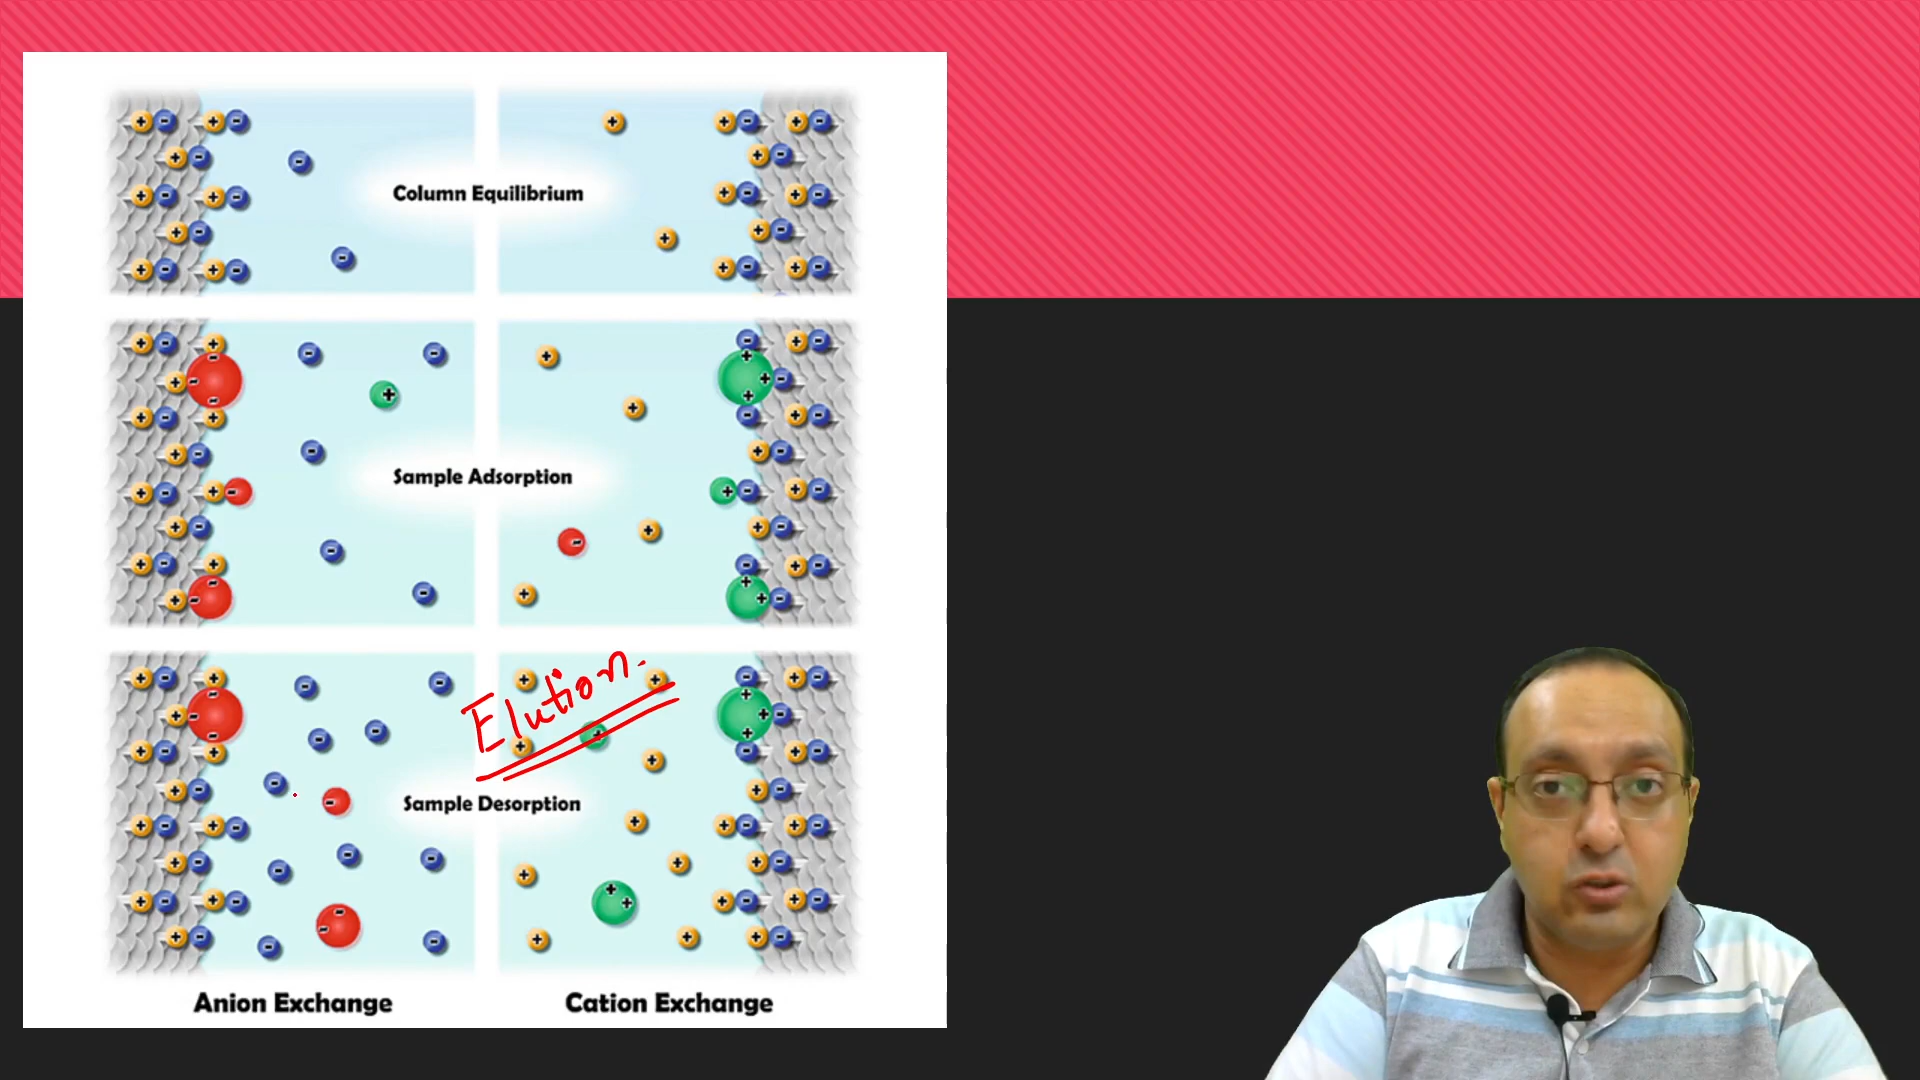 Column Equilibrium
Sample Adsorption
Elution.
Sample Desorption
Anion Exchange
Cation Exchange